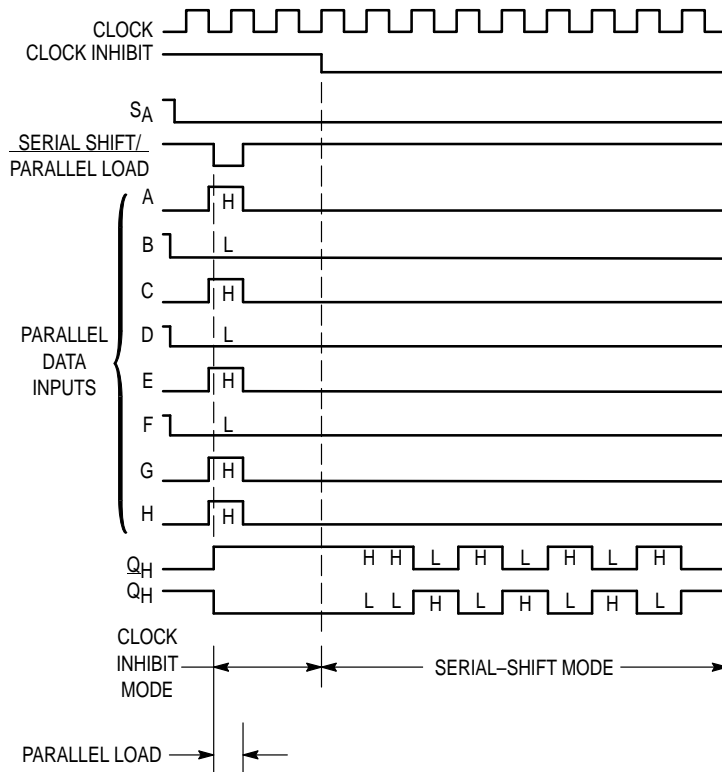 CLOCK
CLOCK INHIBIT
SA
SERIAL SHIFT/
PARALLEL LOAD
A H
B L
C H
D L
E H
F L
G H
H H
PARALLEL
DATA
INPUTS
QH H H L H L H L H
QH L L H L H L H L
CLOCK
INHIBIT
MODE
SERIAL–SHIFT MODE
PARALLEL LOAD